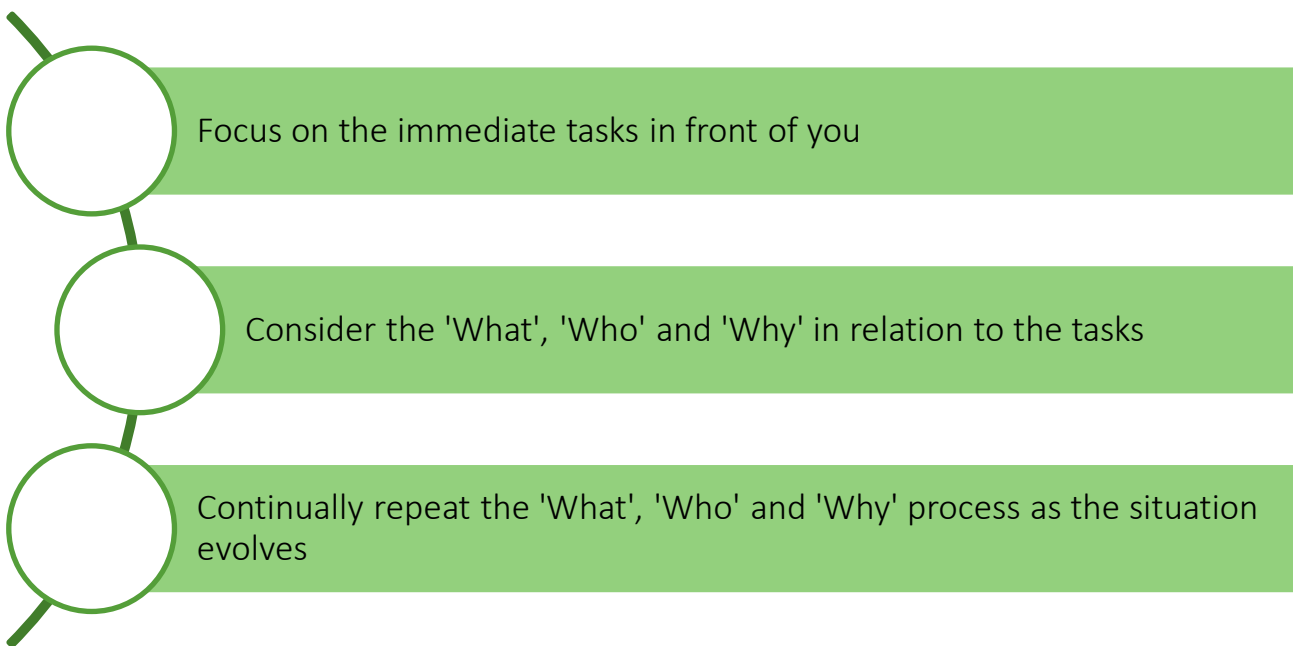 Focus on the immediate tasks in front of you
Consider the 'What', 'Who' and 'Why' in relation to the tasks
Continually repeat the 'What', 'Who' and 'Why' process as the situation
evolves